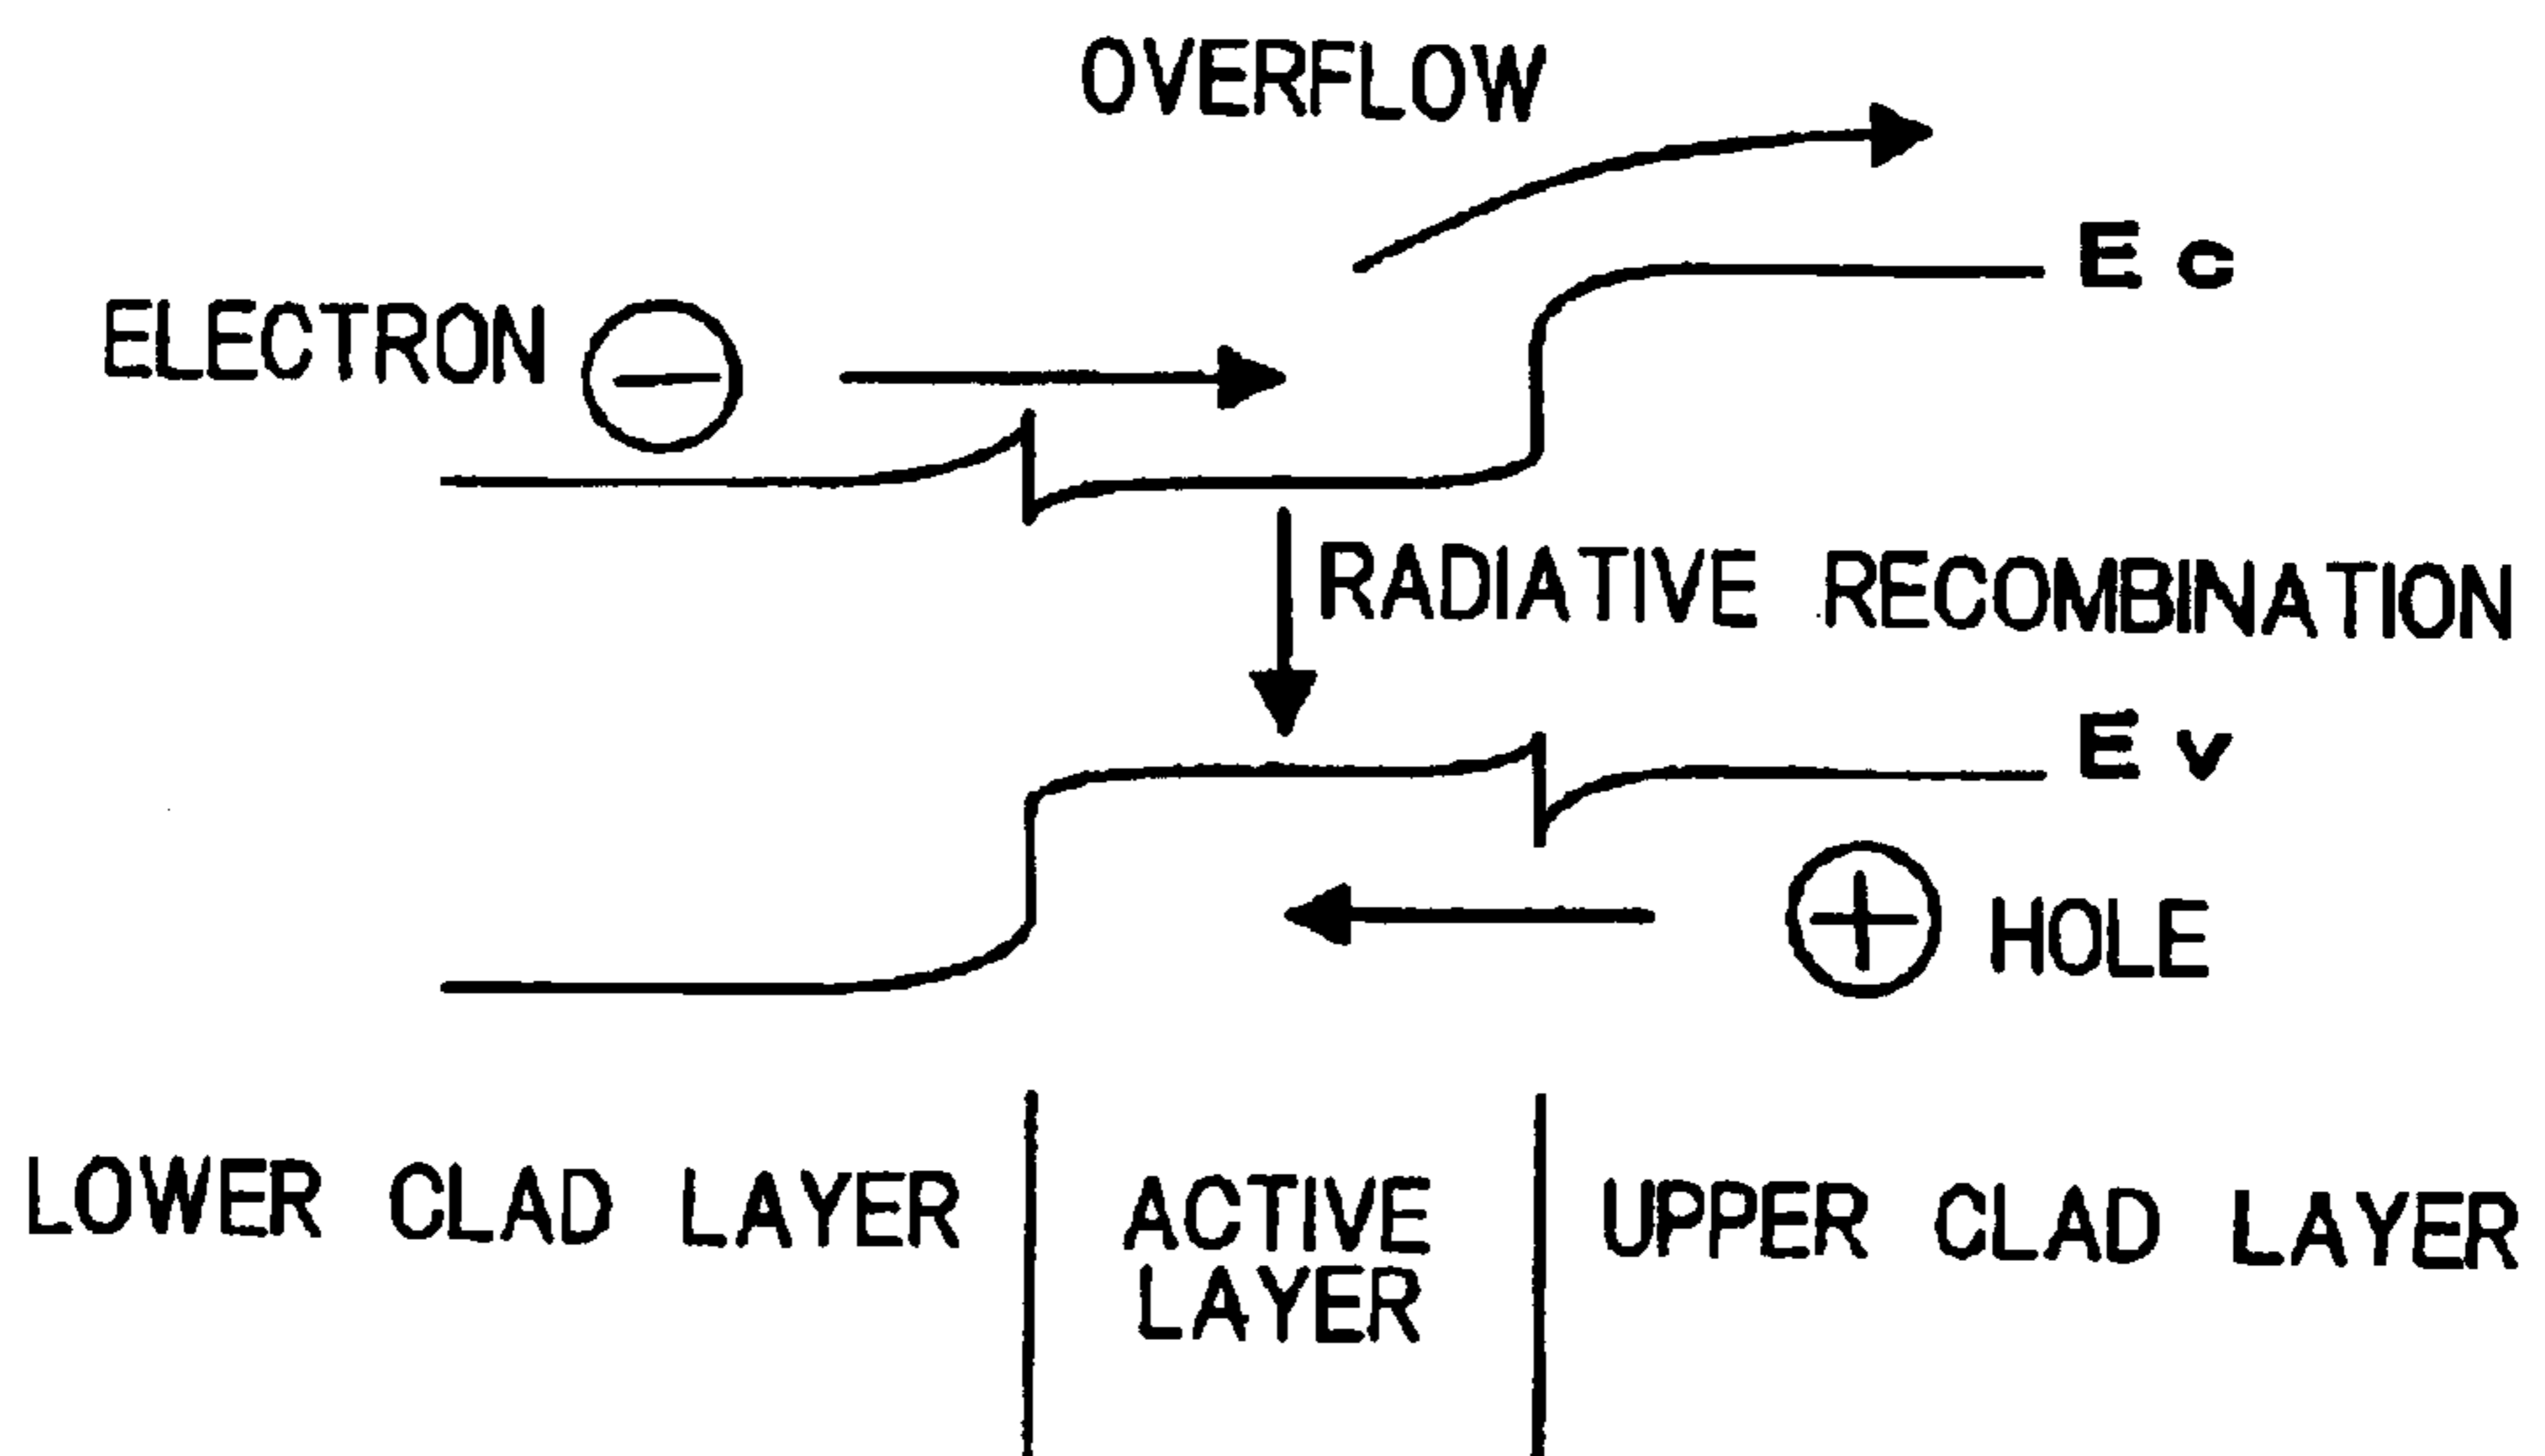 OVERFLOW
E c
ELECTRON
RADIATIVE RECOMBINATION
E v
HOLE
LOWER CLAD LAYER
ACTIVE
LAYER
UPPER CLAD LAYER